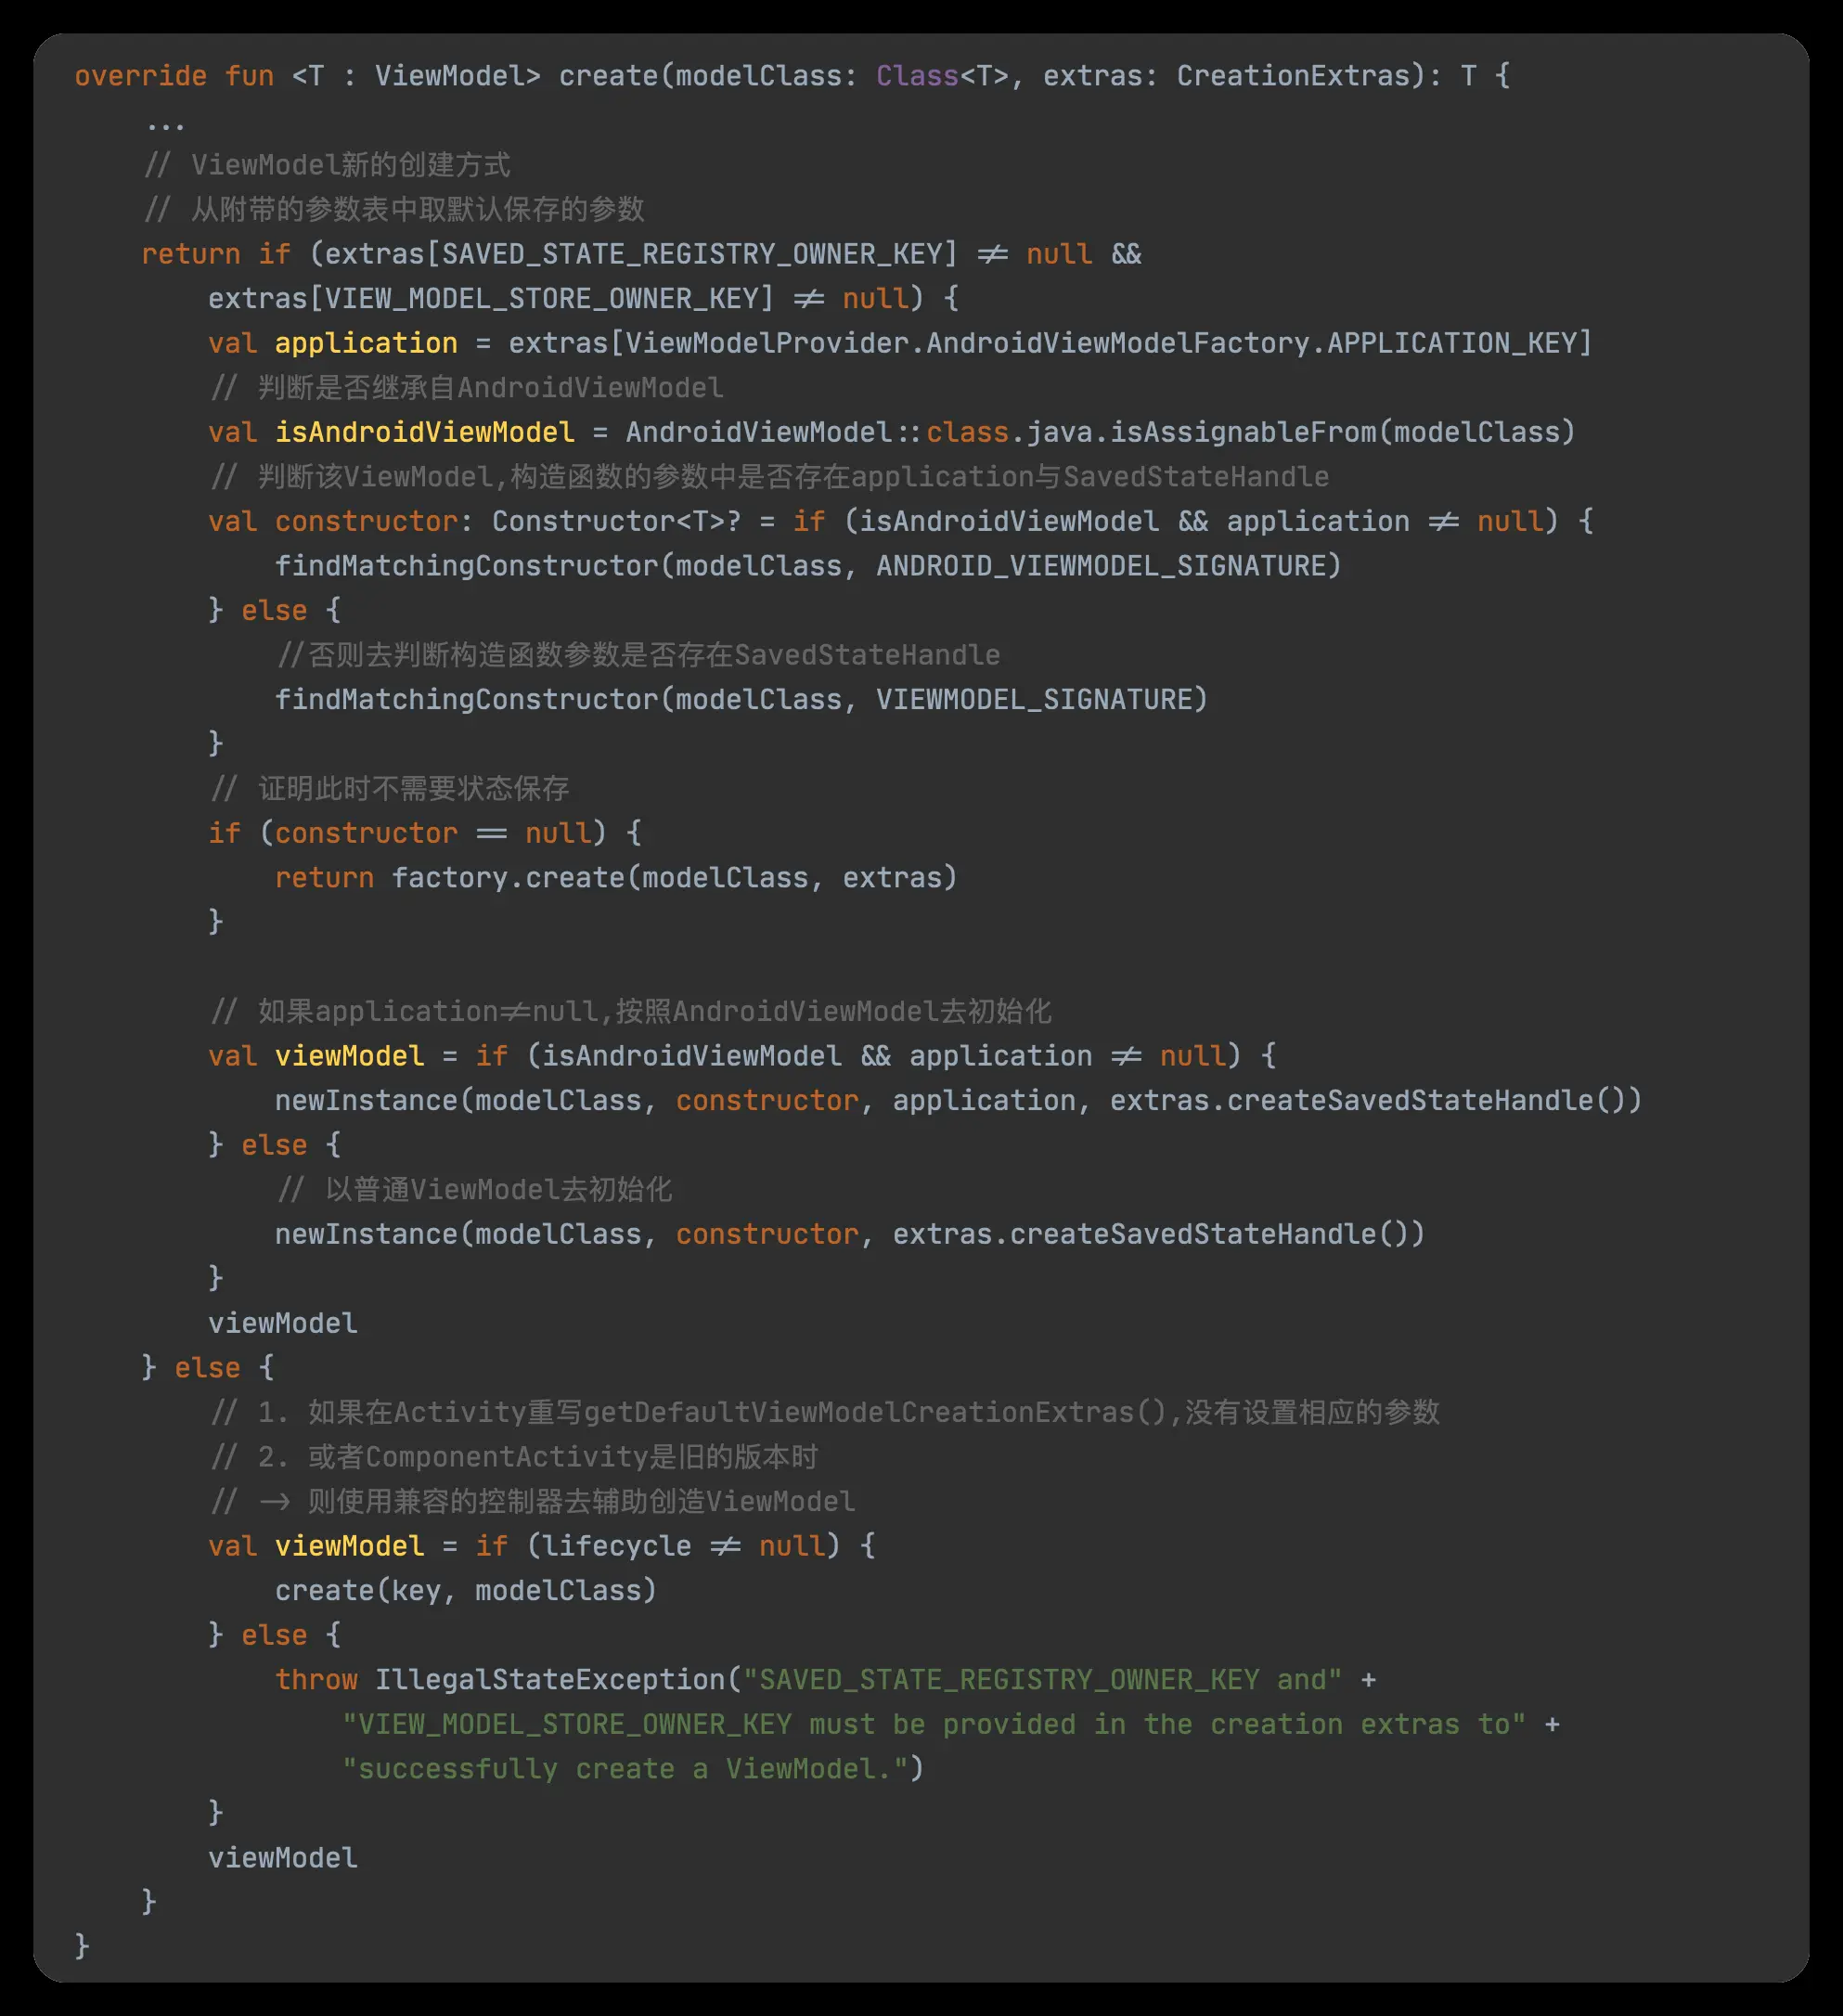 override fun <T : ViewModel> create(modelClass: Class<T>, extras: CreationExtras): T {
...
// ViewModel新的创建方式
// 从附带的参数表中取默认保存的参数
return if (extras[SAVED_STATE_REGISTRY_OWNER_KEY] != null &&
extras[VIEW_MODEL_STORE_OWNER_KEY] != null) {
val application = extras[ViewModelProvider.AndroidViewModelFactory.APPLICATION_KEY]
// 判断是否继承自AndroidViewModel
val isAndroidViewModel = AndroidViewModel::class.java.isAssignableFrom(modelClass)
// 判断该ViewModel,构造函数的参数中是否存在application与SavedStateHandle
val constructor: Constructor<T>? = if (isAndroidViewModel && application != null) {
findMatchingConstructor(modelClass, ANDROID_VIEWMODEL_SIGNATURE)
} else {
//否则去判断构造函数参数是否存在SavedStateHandle
findMatchingConstructor(modelClass, VIEWMODEL_SIGNATURE)
}
// 证明此时不需要状态保存
if (constructor == null) {
return factory.create(modelClass, extras)
}
// 如果application!=null,按照AndroidViewModel去初始化
val viewModel = if (isAndroidViewModel && application != null) {
newInstance(modelClass, constructor, application, extras.createSavedStateHandle())
} else {
// 以普通ViewModel去初始化
newInstance(modelClass, constructor, extras.createSavedStateHandle())
}
viewModel
} else {
// 1. 如果在Activity重写getDefaultViewModelCreationExtras(),没有设置相应的参数
// 2. 或者ComponentActivity是旧的版本时
// -> 则使用兼容的控制器去辅助创造ViewModel
val viewModel = if (lifecycle != null) {
create(key, modelClass)
} else {
throw IllegalStateException("SAVED_STATE_REGISTRY_OWNER_KEY and" +
"VIEW_MODEL_STORE_OWNER_KEY must be provided in the creation extras to" +
"successfully create a ViewModel.")
}
viewModel
}
}